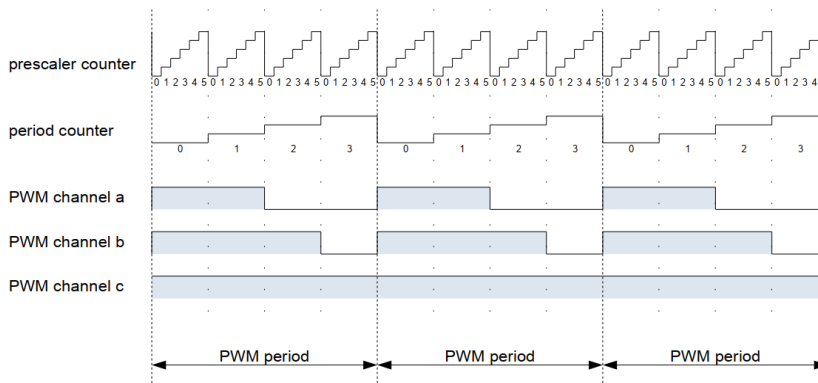 prescaler counter
0 1 2 3 4 5 0 1 2 3 4 5 0 1 2 3 4 5 0 1 2 3 4 5 0 1 2 3 4 5 0 1 2 3 4 5 0 1 2 3 4 5 0 1 2 3 4 5 0 1 2 3 4 5 0 1 2 3 4 5 0 1 2 3 4 5 0 1 2 3 4 5
period counter
0 1 2 3 0 1 2 3 0 1 2 3
PWM channel a
PWM channel b
PWM channel c
PWM period PWM period PWM period